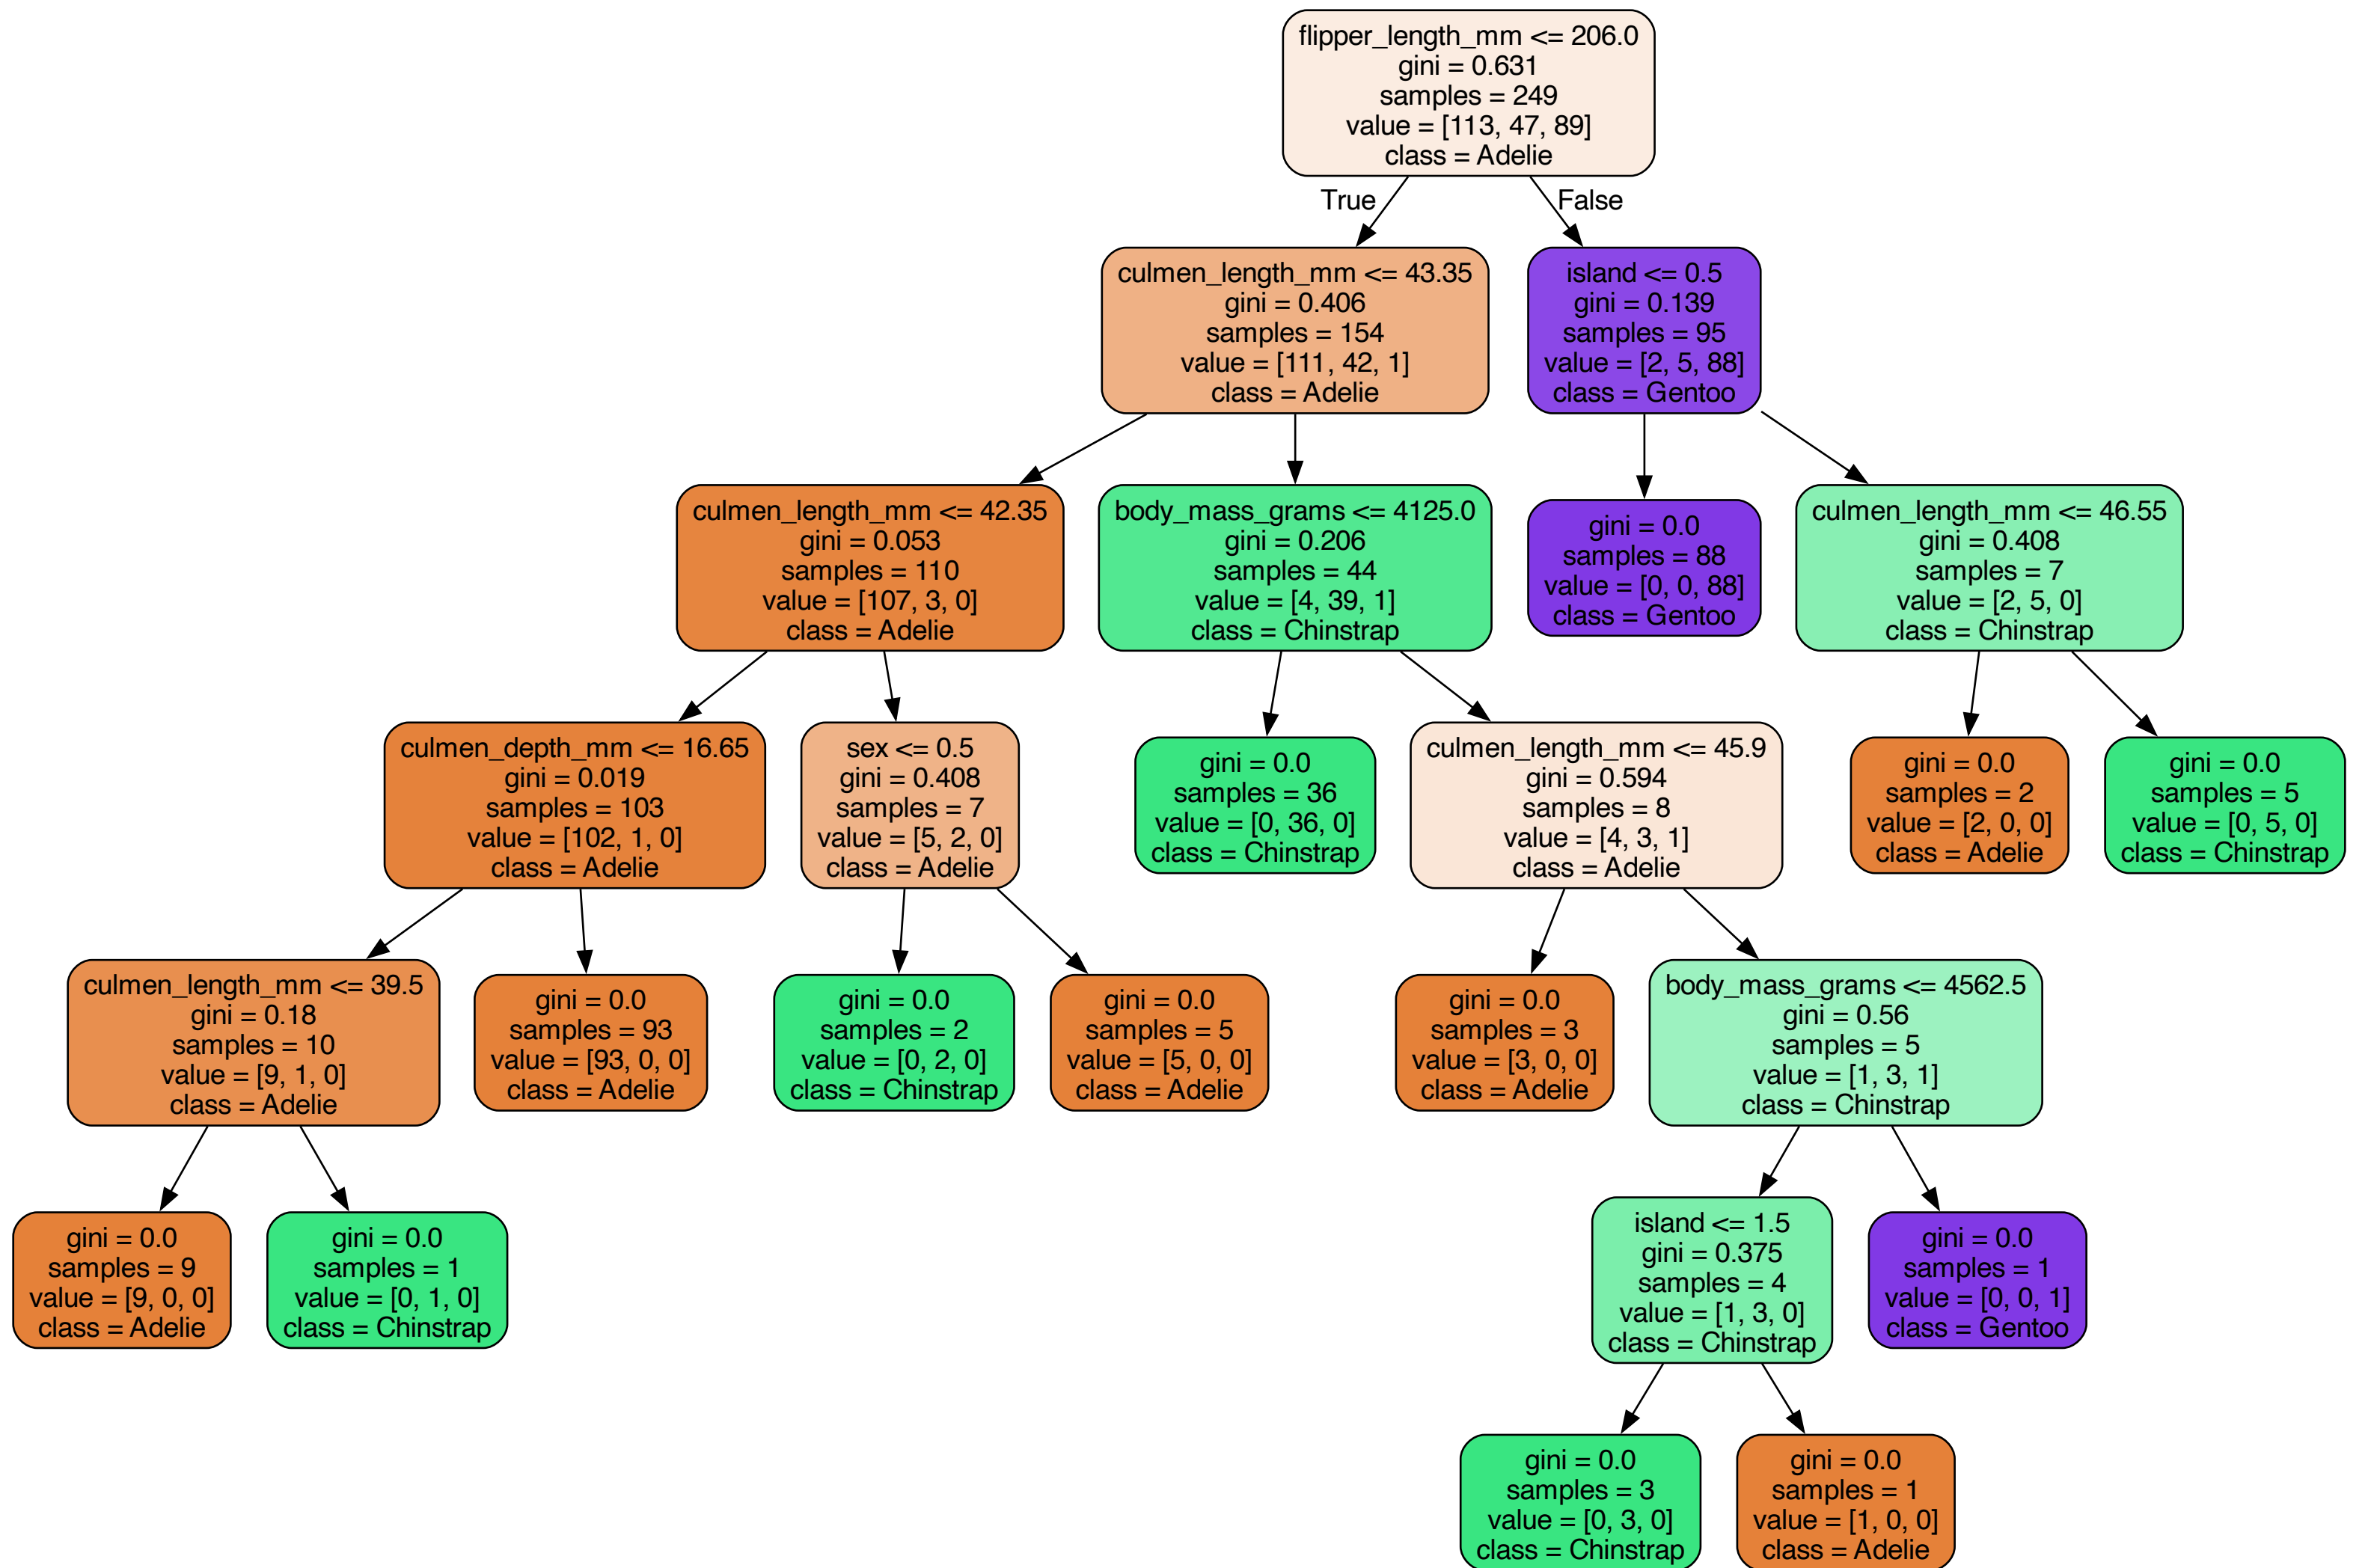 flipper_length_mm <= 206.0
gini = 0.631
samples = 249
value = [113, 47, 89]
class = Adelie
True
False
culmen_length_mm <= 43.35
gini = 0.406
samples = 154
value = [111, 42, 1]
class = Adelie
island <= 0.5
gini = 0.139
samples = 95
value = [2, 5, 88]
class = Gentoo
culmen_length_mm <= 42.35
gini = 0.053
samples = 110
value = [107, 3, 0]
class = Adelie
body_mass_grams <= 4125.0
gini = 0.206
samples = 44
value = [4, 39, 1]
class = Chinstrap
gini = 0.0
samples = 88
value = [0, 0, 88]
class = Gentoo
culmen_length_mm <= 46.55
gini = 0.408
samples = 7
value = [2, 5, 0]
class = Chinstrap
culmen_depth_mm <= 16.65
gini = 0.019
samples = 103
value = [102, 1, 0]
class = Adelie
sex <= 0.5
gini = 0.408
samples = 7
value = [5, 2, 0]
class = Adelie
gini = 0.0
samples = 36
value = [0, 36, 0]
class = Chinstrap
culmen_length_mm <= 45.9
gini = 0.594
samples = 8
value = [4, 3, 1]
class = Adelie
gini = 0.0
samples = 2
value = [2, 0, 0]
class = Adelie
gini = 0.0
samples = 5
value = [0, 5, 0]
class = Chinstrap
culmen_length_mm <= 39.5
gini = 0.18
samples = 10
value = [9, 1, 0]
class = Adelie
gini = 0.0
samples = 93
value = [93, 0, 0]
class = Adelie
gini = 0.0
samples = 2
value = [0, 2, 0]
class = Chinstrap
gini = 0.0
samples = 5
value = [5, 0, 0]
class = Adelie
gini = 0.0
samples = 3
value = [3, 0, 0]
class = Adelie
body_mass_grams <= 4562.5
gini = 0.56
samples = 5
value = [1, 3, 1]
class = Chinstrap
gini = 0.0
samples = 9
value = [9, 0, 0]
class = Adelie
gini = 0.0
samples = 1
value = [0, 1, 0]
class = Chinstrap
island <= 1.5
gini = 0.375
samples = 4
value = [1, 3, 0]
class = Chinstrap
gini = 0.0
samples = 1
value = [0, 0, 1]
class = Gentoo
gini = 0.0
samples = 3
value = [0, 3, 0]
class = Chinstrap
gini = 0.0
samples = 1
value = [1, 0, 0]
class = Adelie